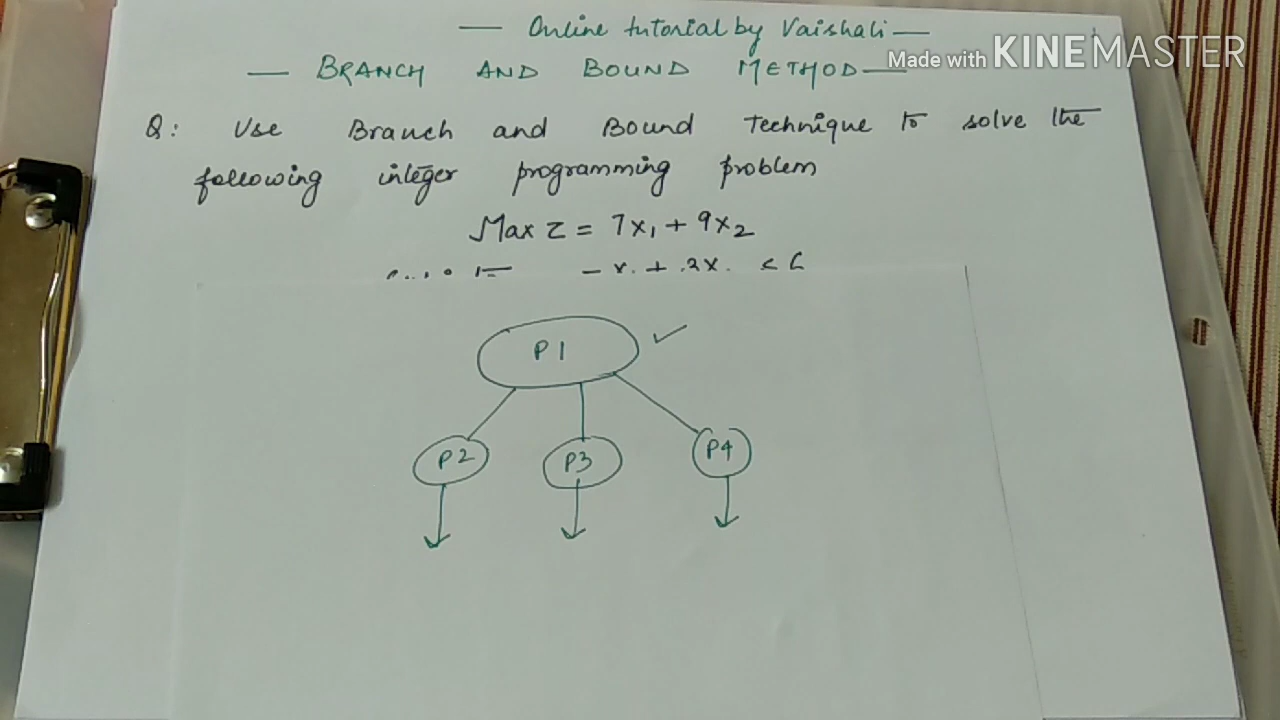 — Online tutorial by Vaishali —
Made with KINEMASTER
— BRANCH AND BOUND METHOD —
Q: Use Branch and Bound Technique to solve the
following integer programming problem
Max Z = 7x₁ + 9x₂
P1 ✓
P2 P3 P4